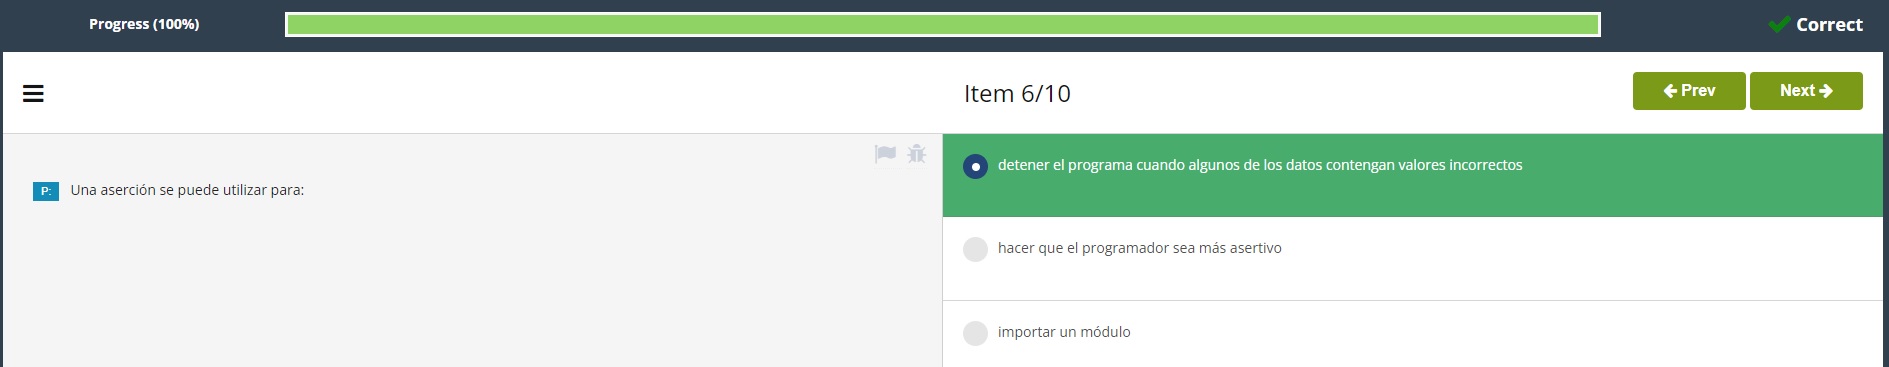 Progress (100%)
Correct
Item 6/10
Prev
Next
P: Una aserción se puede utilizar para:
detener el programa cuando algunos de los datos contengan valores incorrectos
hacer que el programador sea más asertivo
importar un módulo